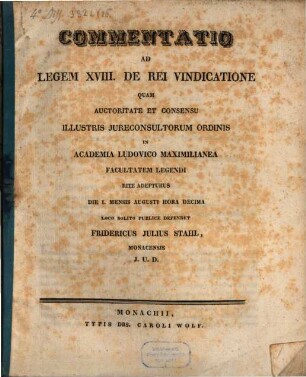 COMMENTATIO
AD
LEGEM XVIII. DE REI VINDICATIONE
QUAM
AUCTORITATE ET CONSENSU
ILLUSTRIS JURECONSULTORUM ORDINIS
IN
ACADEMIA LUDOVICO MAXIMILIANEA
FACULTATEM LEGENDI
RITE ADEPTURUS
DIE I. MENSIS AUGUSTI HORA DECIMA
LOCO SOLITO PUBLICE DEFENDET
FRIDERICUS JULIUS STAHL,
MONACENSIS
J. U. D.
MONACHII,
TYPIS DRS. CAROLI WOLF.